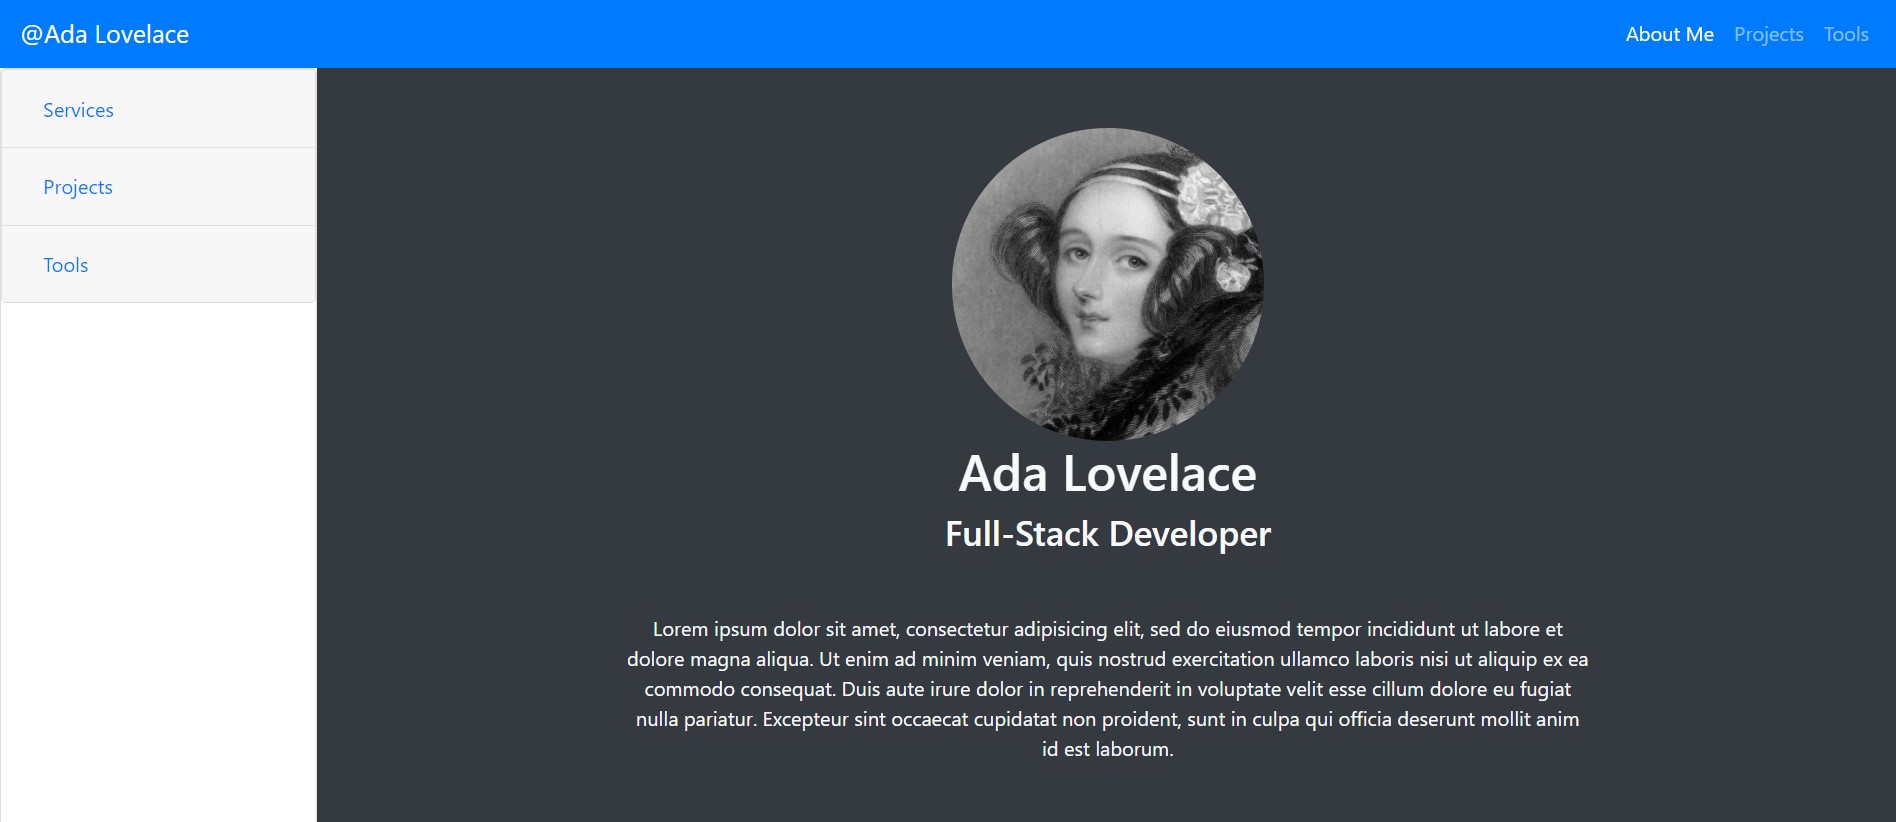 @Ada Lovelace
About Me Projects Tools
Services
Projects
Tools
Ada Lovelace
Full-Stack Developer
Lorem ipsum dolor sit amet, consectetur adipisicing elit, sed do eiusmod tempor incididunt ut labore et
dolore magna aliqua. Ut enim ad minim veniam, quis nostrud exercitation ullamco laboris nisi ut aliquip ex ea
commodo consequat. Duis aute irure dolor in reprehenderit in voluptate velit esse cillum dolore eu fugiat
nulla pariatur. Excepteur sint occaecat cupidatat non proident, sunt in culpa qui officia deserunt mollit anim
id est laborum.